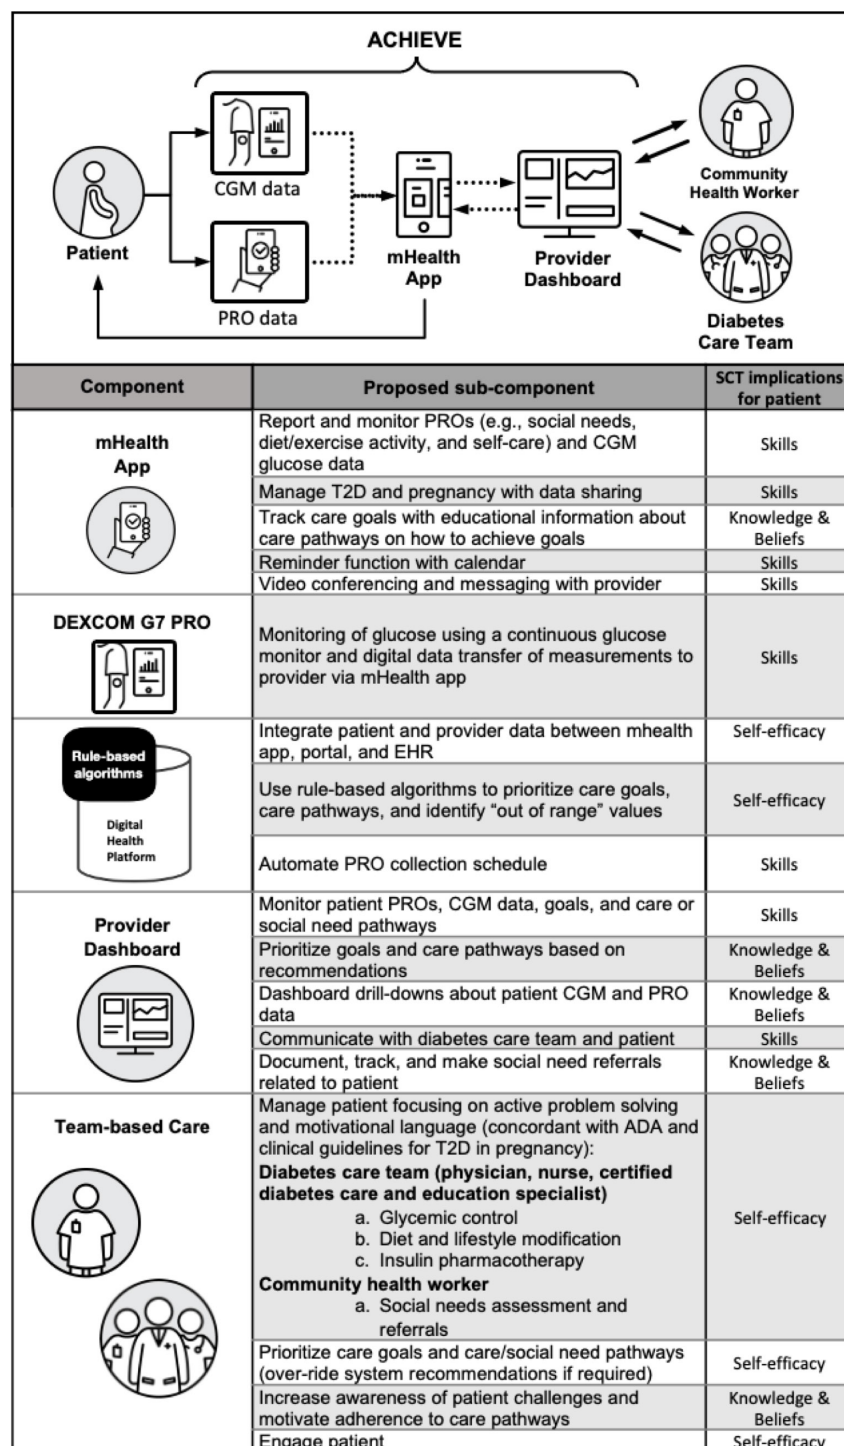 ACHIEVE
CGM data
PRO data
Patient
mHealth
App
Provider
Dashboard
Community
Health Worker
Diabetes
Care Team
Component
Proposed sub-component
SCT implications
for patient
mHealth
App
Report and monitor PROs (e.g., social needs,
diet/exercise activity, and self-care) and CGM
glucose data
Skills
Manage T2D and pregnancy with data sharing
Skills
Track care goals with educational information about
care pathways on how to achieve goals
Knowledge &
Beliefs
Reminder function with calendar
Skills
Video conferencing and messaging with provider
Skills
DEXCOM G7 PRO
Monitoring of glucose using a continuous glucose
monitor and digital data transfer of measurements to
provider via mHealth app
Skills
Rule-based
algorithms
Digital
Health
Platform
Integrate patient and provider data between mhealth
app, portal, and EHR
Self-efficacy
Use rule-based algorithms to prioritize care goals,
care pathways, and identify “out of range” values
Self-efficacy
Automate PRO collection schedule
Skills
Provider
Dashboard
Monitor patient PROs, CGM data, goals, and care or
social need pathways
Skills
Prioritize goals and care pathways based on
recommendations
Knowledge &
Beliefs
Dashboard drill-downs about patient CGM and PRO
data
Knowledge &
Beliefs
Communicate with diabetes care team and patient
Skills
Document, track, and make social need referrals
related to patient
Knowledge &
Beliefs
Team-based Care
Manage patient focusing on active problem solving
and motivational language (concordant with ADA and
clinical guidelines for T2D in pregnancy):
Diabetes care team (physician, nurse, certified
diabetes care and education specialist)
a. Glycemic control
b. Diet and lifestyle modification
c. Insulin pharmacotherapy
Community health worker
a. Social needs assessment and
referrals
Self-efficacy
Prioritize care goals and care/social need pathways
(over-ride system recommendations if required)
Self-efficacy
Increase awareness of patient challenges and
motivate adherence to care pathways
Knowledge &
Beliefs
Engage patient
Self-efficacy